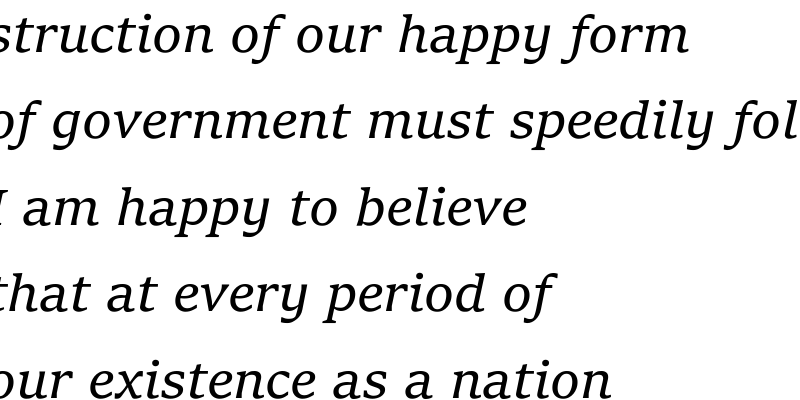 struction of our happy form
of government must speedily fol
I am happy to believe
that at every period of
our existence as a nation